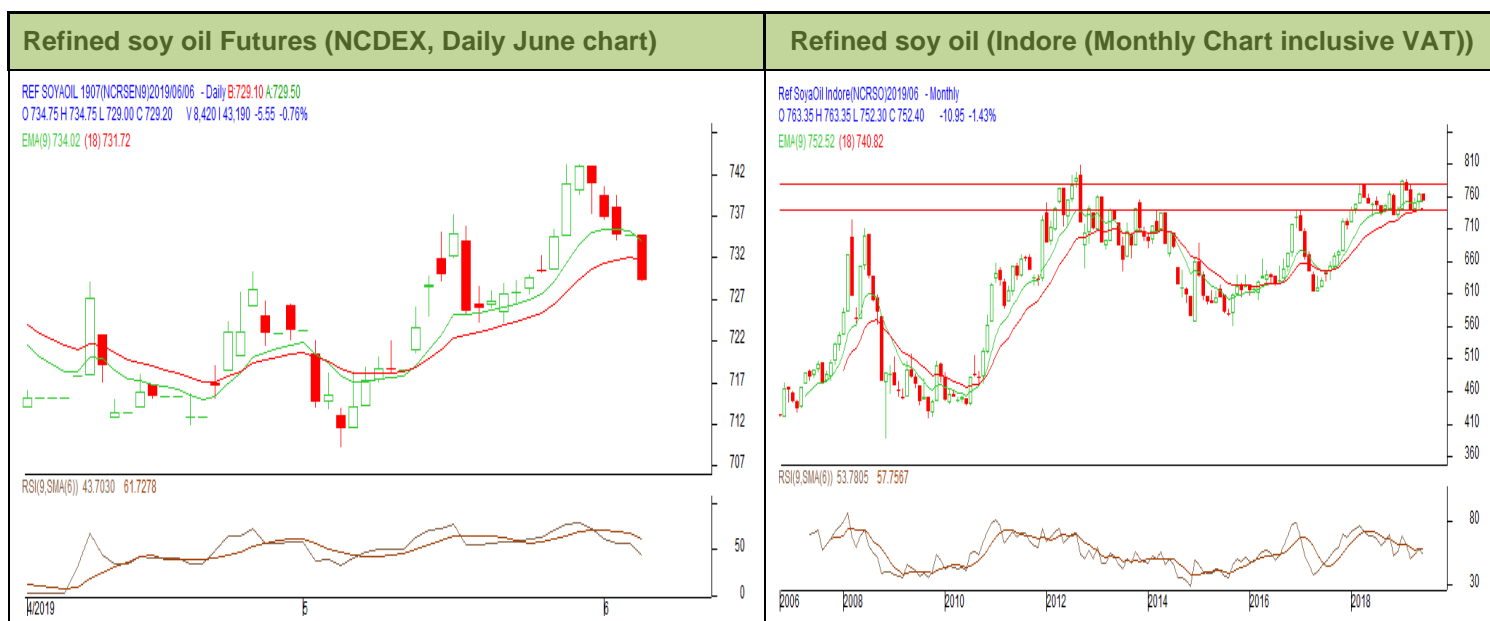 Refined soy oil Futures (NCDEX, Daily June chart)
REF SOYAOIL 1907(NCRSEN9)2019/06/06 - Daily B:729.10 A:729.50
O 734.75 H 734.75 L 729.00 C 729.20 V 8,420 I 43,190 -5.55 -0.76%
EMA(9) 734.02 (18) 731.72
742
737
732
727
722
717
712
707
RSI(9,SMA(6)) 43.7030 61.7278
50
0
4/2019 5 6
Refined soy oil (Indore (Monthly Chart inclusive VAT))
Ref SoyaOil Indore(NCRSO)2019/06 - Monthly
O 763.35 H 763.35 L 752.30 C 752.40 -10.95 -1.43%
EMA(9) 752.52 (18) 740.82
810
760
710
660
610
560
510
460
410
360
RSI(9,SMA(6)) 53.7805 57.7567
80
30
2006 2008 2010 2012 2014 2016 2018